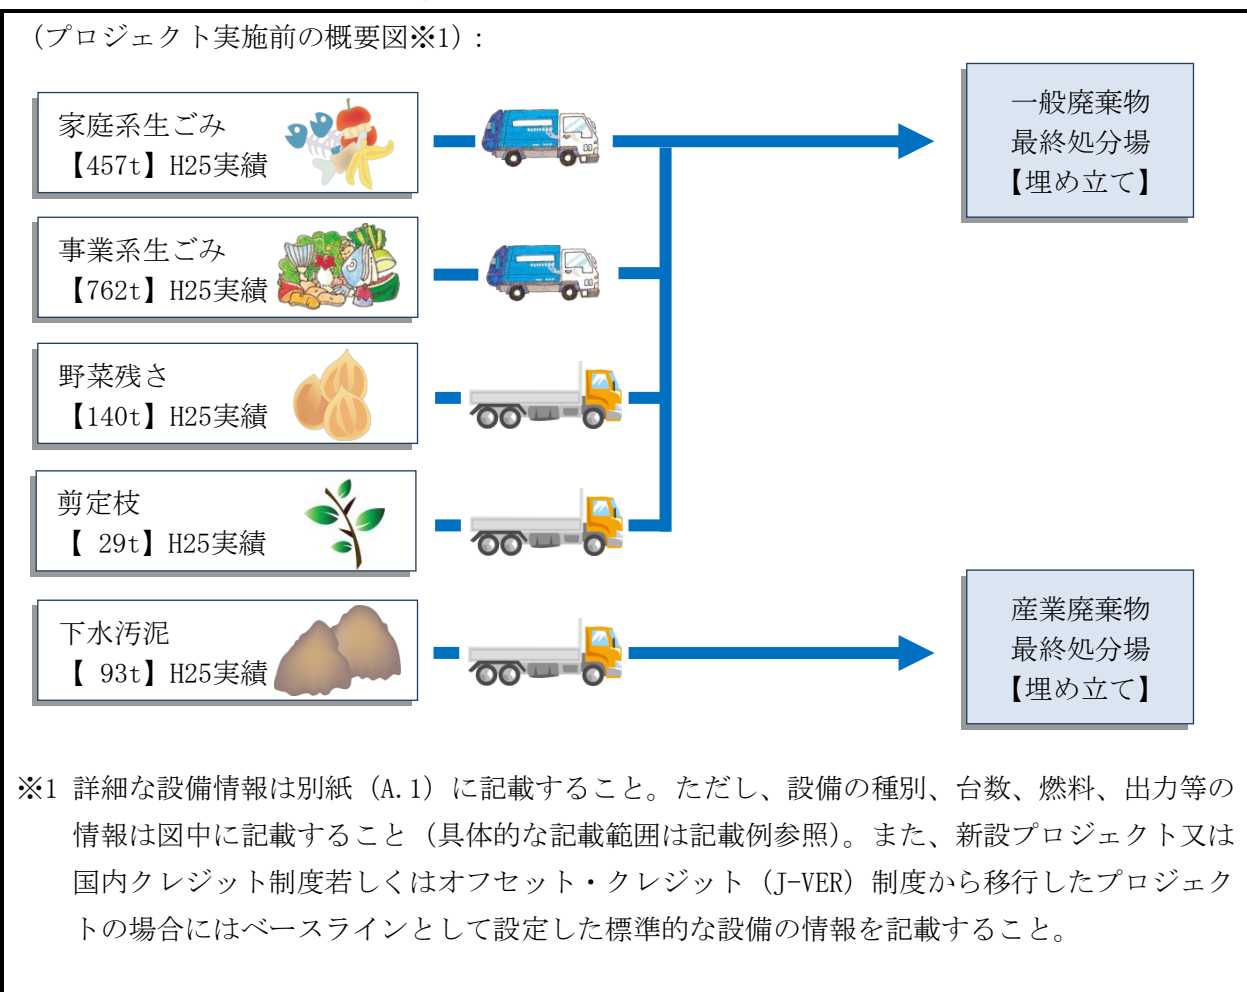 （プロジェクト実施前の概要図※1）：
家庭系生ごみ
【457t】H25実績
事業系生ごみ
【762t】H25実績
野菜残さ
【140t】H25実績
剪定枝
【 29t】H25実績
下水汚泥
【 93t】H25実績
一般廃棄物
最終処分場
【埋め立て】
産業廃棄物
最終処分場
【埋め立て】
※1 詳細な設備情報は別紙（A.1）に記載すること。ただし、設備の種別、台数、燃料、出力等の
情報は図中に記載すること（具体的な記載範囲は記載例参照）。また、新設プロジェクト又は
国内クレジット制度若しくはオフセット・クレジット（J-VER）制度から移行したプロジェク
トの場合にはベースラインとして設定した標準的な設備の情報を記載すること。